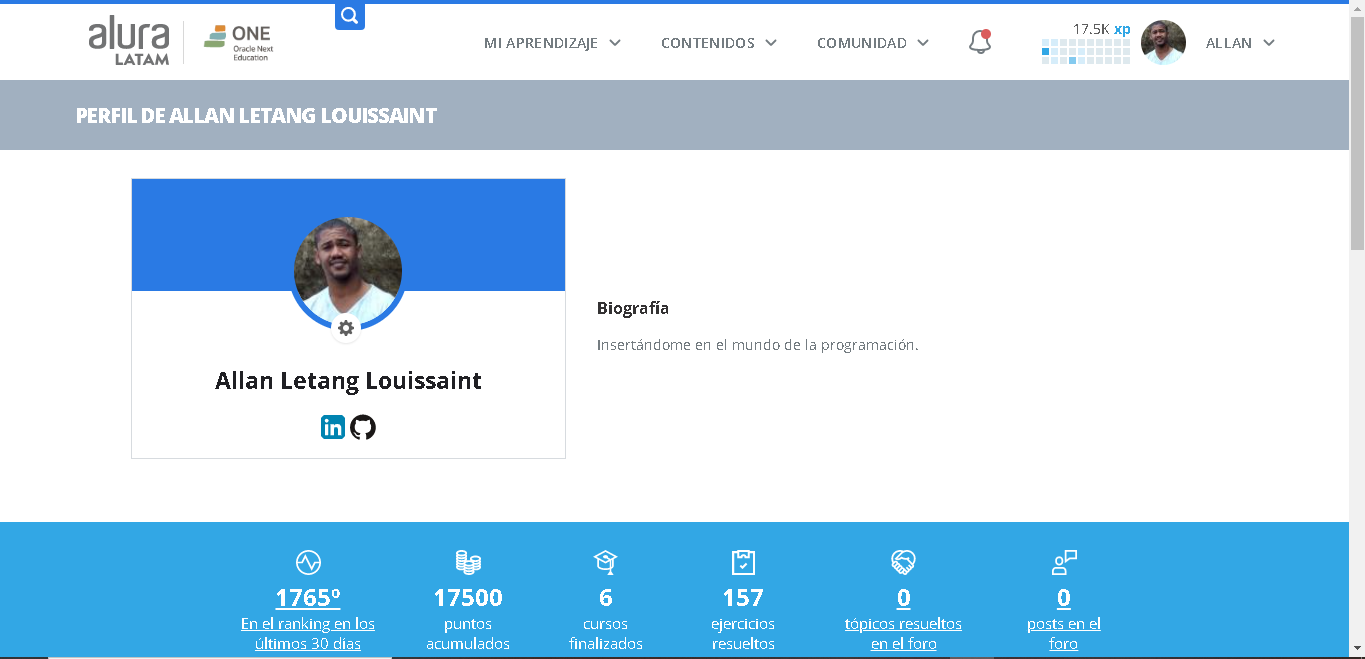 alura
LATAM
ONE
Oracle Next
Education
MI APRENDIZAJE
CONTENIDOS
COMUNIDAD
17.5K xp
ALLAN
PERFIL DE ALLAN LETANG LOUISSAINT
Allan Letang Louissaint
in
Biografía
Insertándome en el mundo de la programación.
1765º
En el ranking en los
últimos 30 días
17500
puntos
acumulados
6
cursos
finalizados
157
ejercicios
resueltos
0
tópicos resueltos
en el foro
0
posts en el
foro